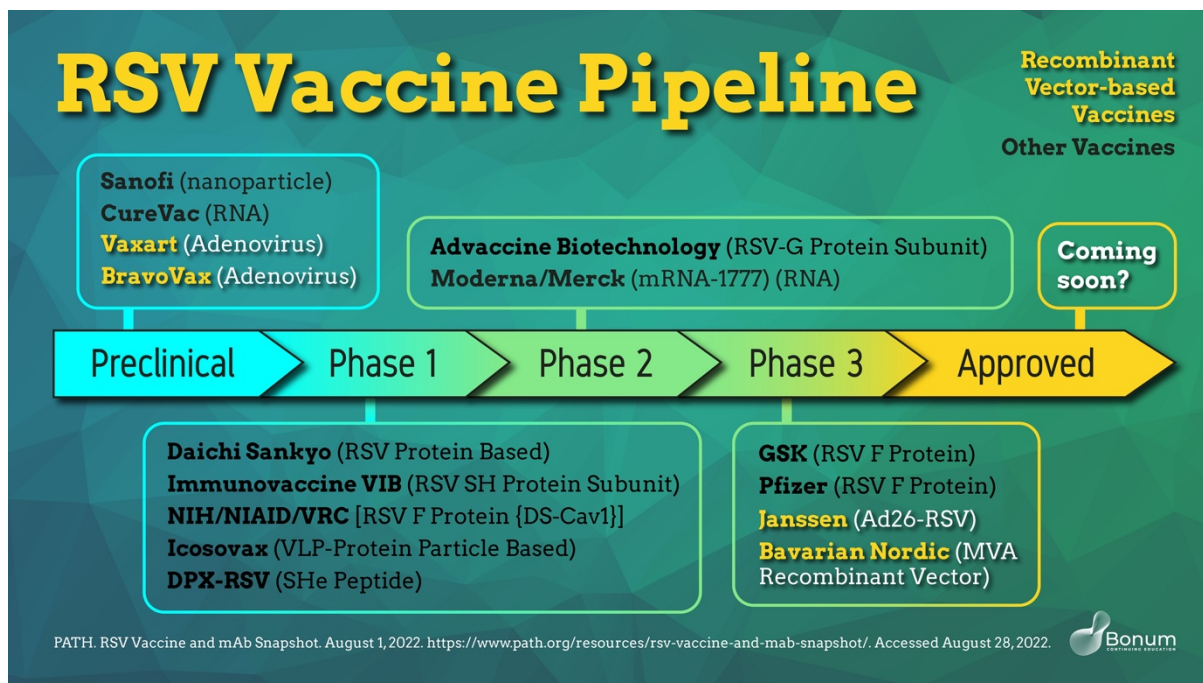 RSV Vaccine Pipeline
Recombinant
Vector-based
Vaccines
Other Vaccines
Sanofi (nanoparticle)
CureVac (RNA)
Vaxart (Adenovirus)
BravoVax (Adenovirus)
Advaccine Biotechnology (RSV-G Protein Subunit)
Moderna/Merck (mRNA-1777) (RNA)
Coming
soon?
Preclinical
Phase 1
Phase 2
Phase 3
Approved
Daichi Sankyo (RSV Protein Based)
Immunovaccine VIB (RSV SH Protein Subunit)
NIH/NIAID/VRC [RSV F Protein {DS-Cav1}]
Icosovax (VLP-Protein Particle Based)
DPX-RSV (SHe Peptide)
GSK (RSV F Protein)
Pfizer (RSV F Protein)
Janssen (Ad26-RSV)
Bavarian Nordic (MVA
Recombinant Vector)
PATH. RSV Vaccine and mAb Snapshot. August 1, 2022. https://www.path.org/resources/rsv-vaccine-and-mab-snapshot/. Accessed August 28, 2022.
Bonum
CONTINUING EDUCATION